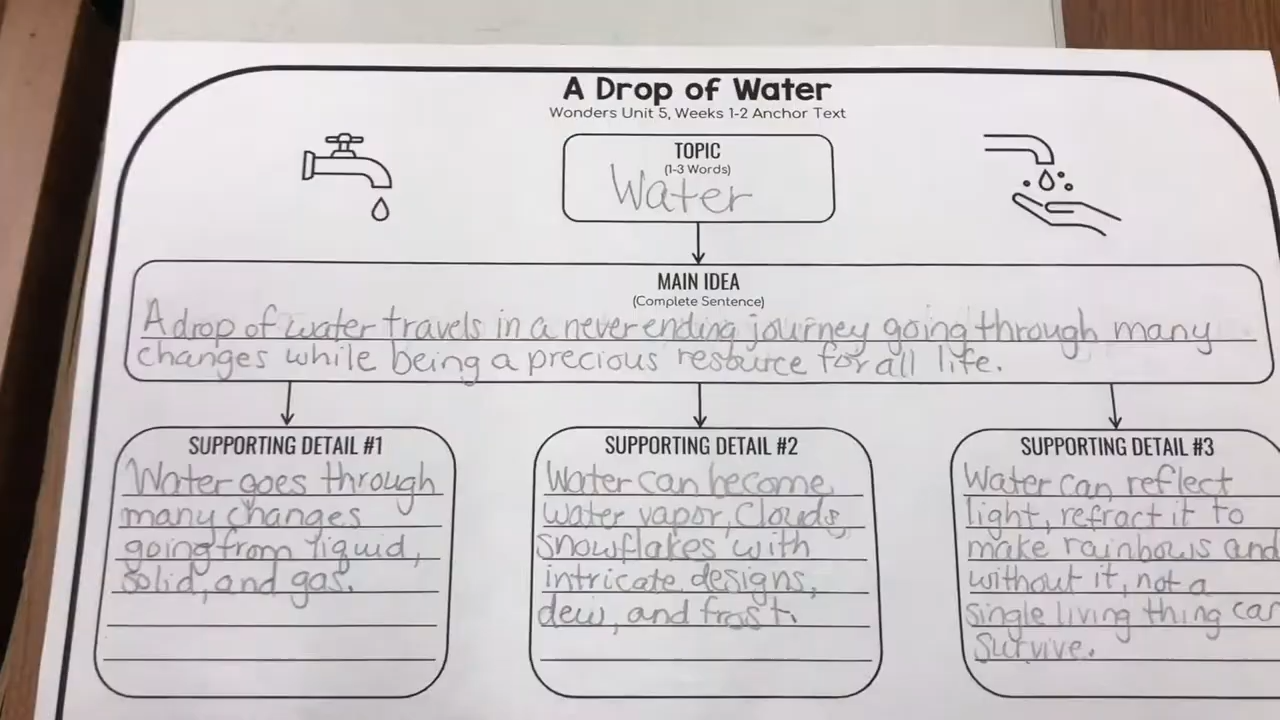 A Drop of Water
Wonders Unit 5, Weeks 1-2 Anchor Text
TOPIC
(1-3 Words)
Water
MAIN IDEA
(Complete Sentence)
A drop of water travels in a never ending journey going through many
changes while being a precious resource for all life.
SUPPORTING DETAIL #1
Water goes through
many changes
going from liquid,
solid, and gas.
SUPPORTING DETAIL #2
Water can become
water vapor, clouds,
snowflakes with
intricate designs,
dew, and frost.
SUPPORTING DETAIL #3
Water can reflect
light, refract it to
make rainbows and
without it, not a
single living thing can
survive.